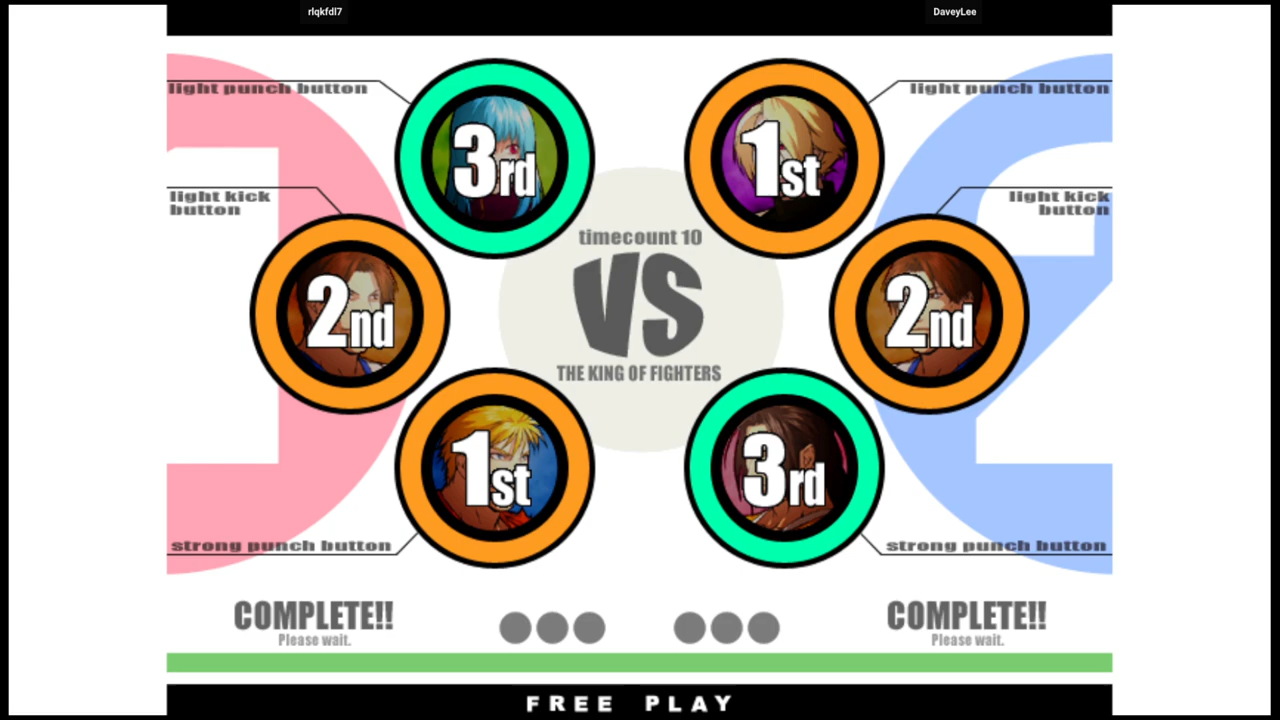 rlqkfdl7
DaveyLee
light punch button
light punch button
3rd
1st
light kick
button
light kick
button
timecount 10
VS
THE KING OF FIGHTERS
2nd
2nd
1st
3rd
strong punch button
strong punch button
COMPLETE!!
Please wait.
COMPLETE!!
Please wait.
FREE PLAY